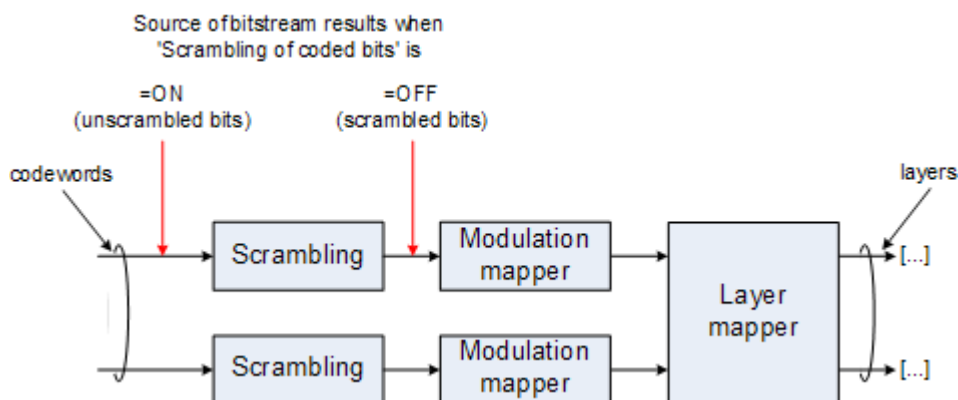 Source of bitstream results when
'Scrambling of coded bits' is
=ON
(unscrambled bits)
=OFF
(scrambled bits)
codewords
layers
Scrambling
Modulation
mapper
Layer
mapper
[...]
Scrambling
Modulation
mapper
[...]